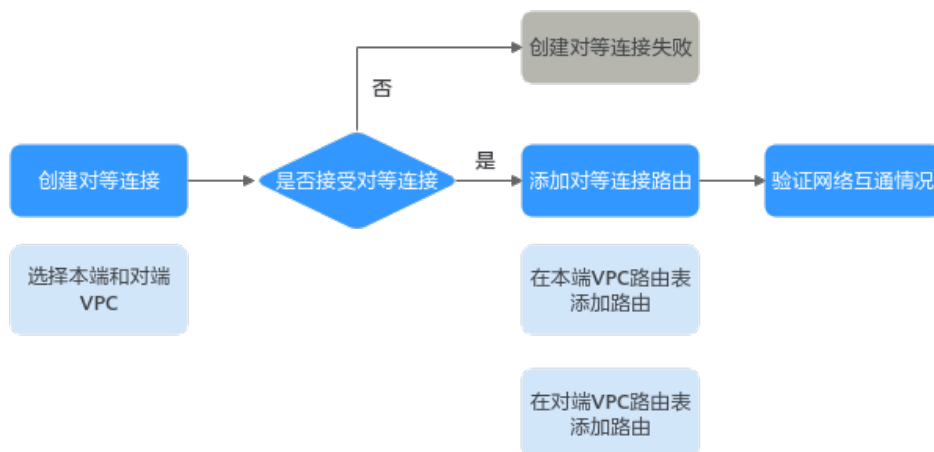 创建对等连接失败
否
创建对等连接
是否接受对等连接
是
添加对等连接路由
验证网络互通情况
选择本端和对端
VPC
在本端VPC路由表
添加路由
在对端VPC路由表
添加路由